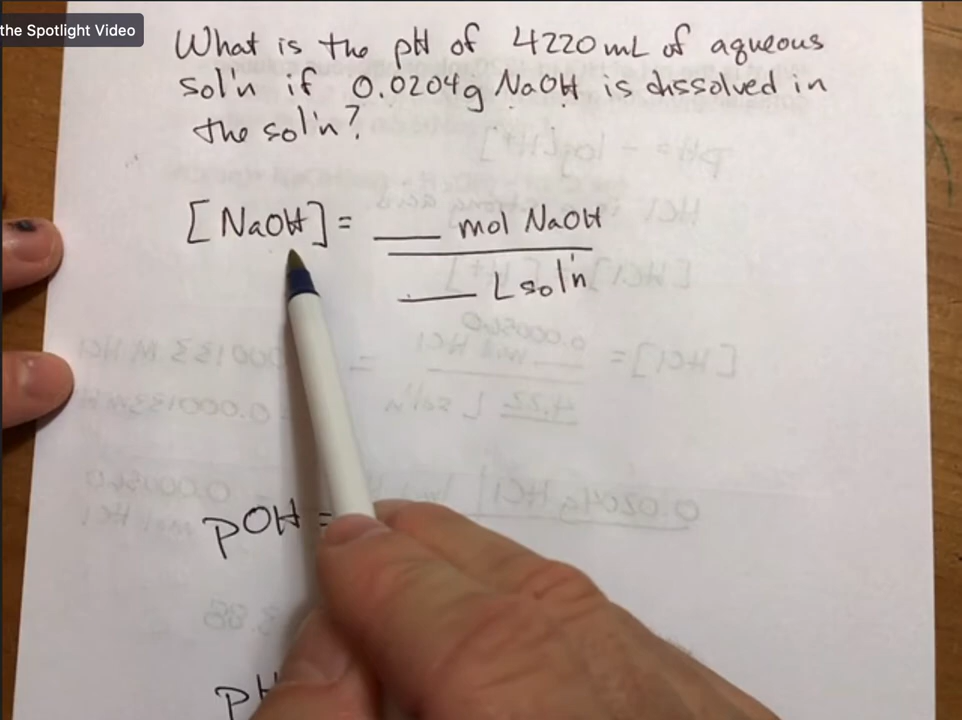 the Spotlight Video
What is the pH of 4220 mL of aqueous
sol'n if 0.0204g NaOH is dissolved in
the sol'n?
[NaOH] = ___ mol NaOH
___ L sol'n
pOH =
pH